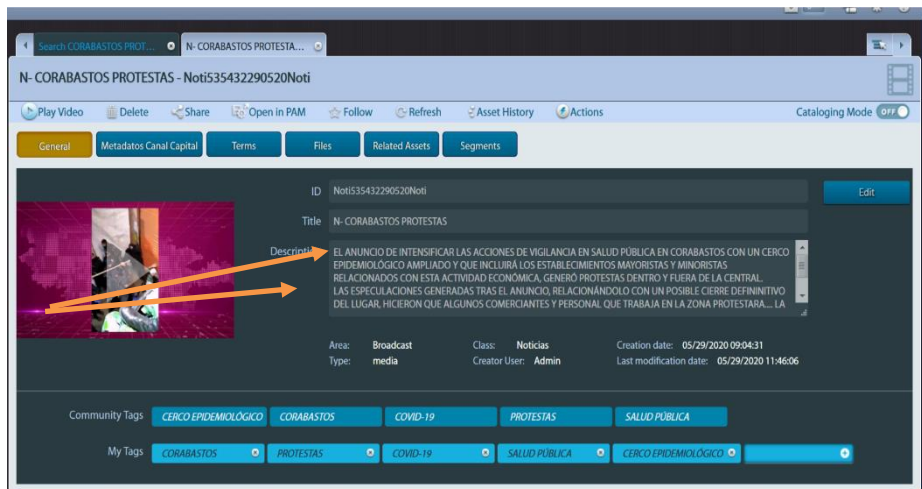 Search CORABASTOS PROT...
N- CORABASTOS PROTESTA...
N- CORABASTOS PROTESTAS - Noti535432290520Noti
Play Video Delete Share Open in PAM Follow Refresh Asset History Actions Cataloging Mode OFF
General Metadatos Canal Capital Terms Files Related Assets Segments
ID Noti535432290520Noti Edit
Title N- CORABASTOS PROTESTAS
EL ANUNCIO DE INTENSIFICAR LAS ACCIONES DE VIGILANCIA EN SALUD PÚBLICA EN CORABASTOS CON UN CERCO
EPIDEMIOLÓGICO AMPLIADO Y QUE INCLUIRÁ LOS ESTABLECIMIENTOS MAYORISTAS Y MINORISTAS
RELACIONADOS CON ESTA ACTIVIDAD ECONÓMICA, GENERÓ PROTESTAS DENTRO Y FUERA DE LA CENTRAL.
LAS ESPECULACIONES GENERADAS TRAS EL ANUNCIO, RELACIONÁNDOLO CON UN POSIBLE CIERRE DEFININITIVO
DEL LUGAR, HICIERON QUE ALGUNOS COMERCIANTES Y PERSONAL QUE TRABAJA EN LA ZONA PROTESTARA.... LA
Area: Broadcast Class: Noticias Creation date: 05/29/2020 09:04:31
Type: media Creator User: Admin Last modification date: 05/29/2020 11:46:06
Community Tags CERCO EPIDEMIOLÓGICO CORABASTOS COVID-19 PROTESTAS SALUD PÚBLICA
My Tags CORABASTOS PROTESTAS COVID-19 SALUD PÚBLICA CERCO EPIDEMIOLÓGICO